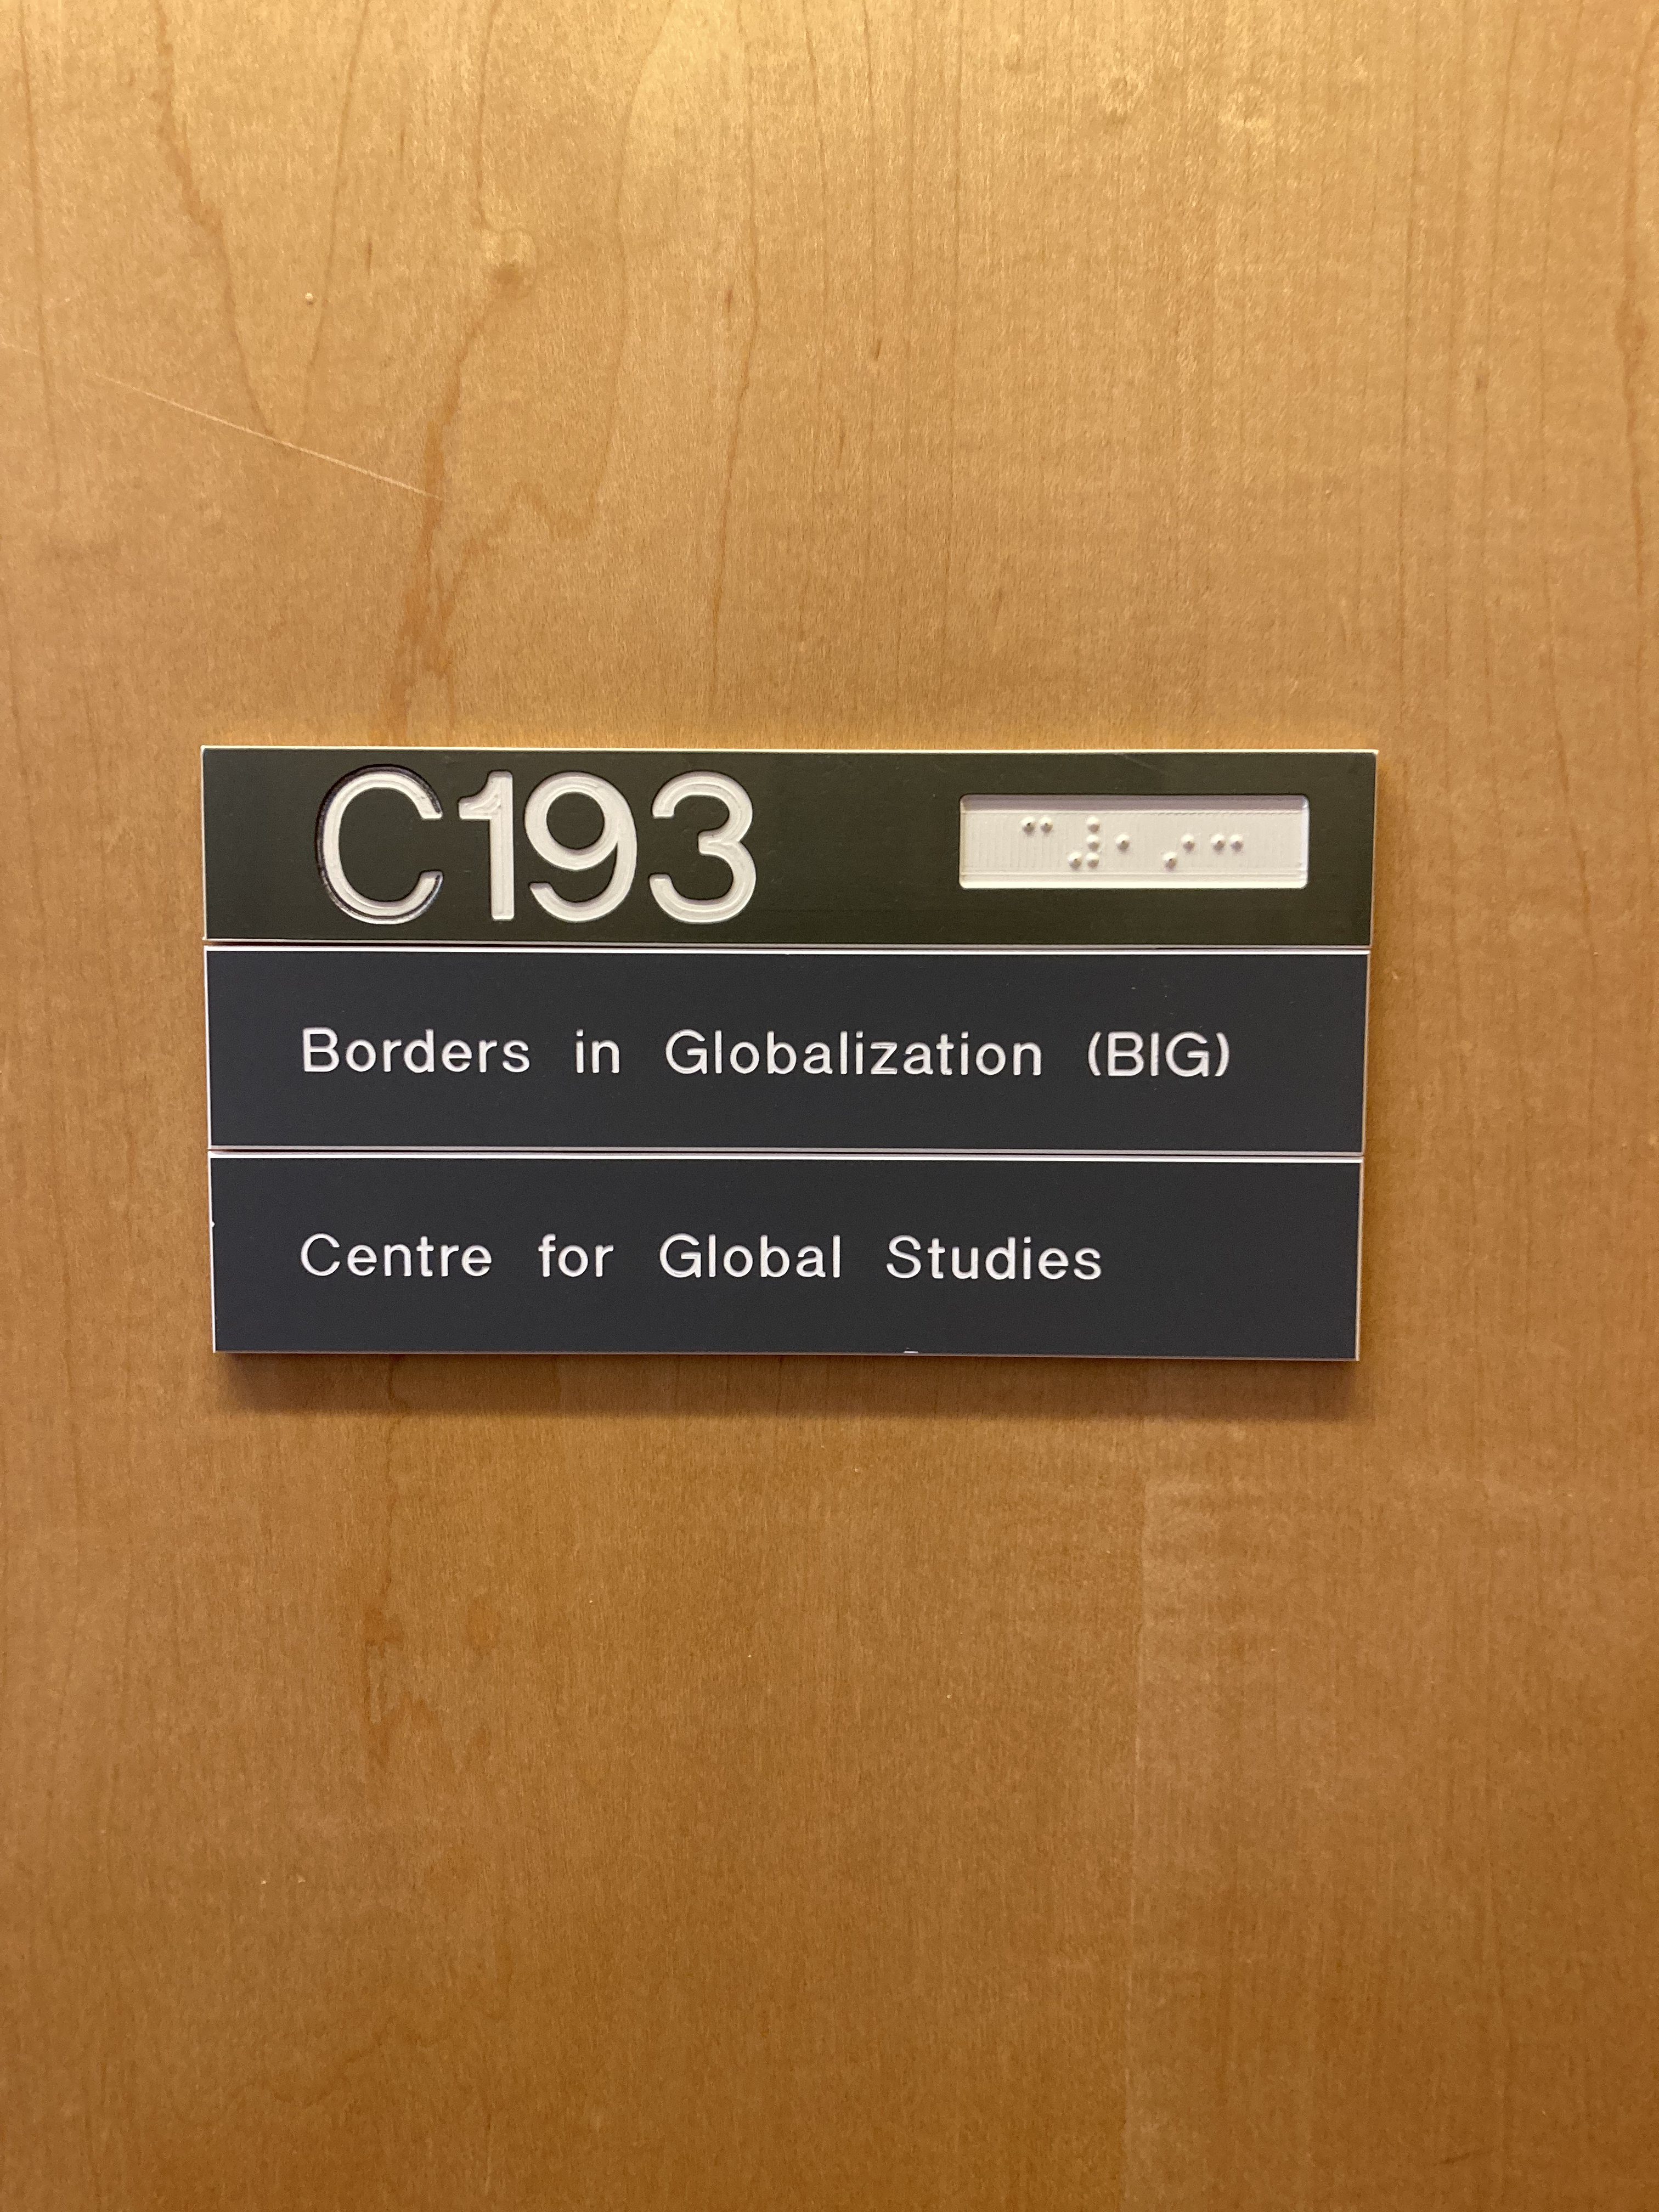 C193
⠉⠼⠂⠔⠒
Borders in Globalization (BIG)
Centre for Global Studies